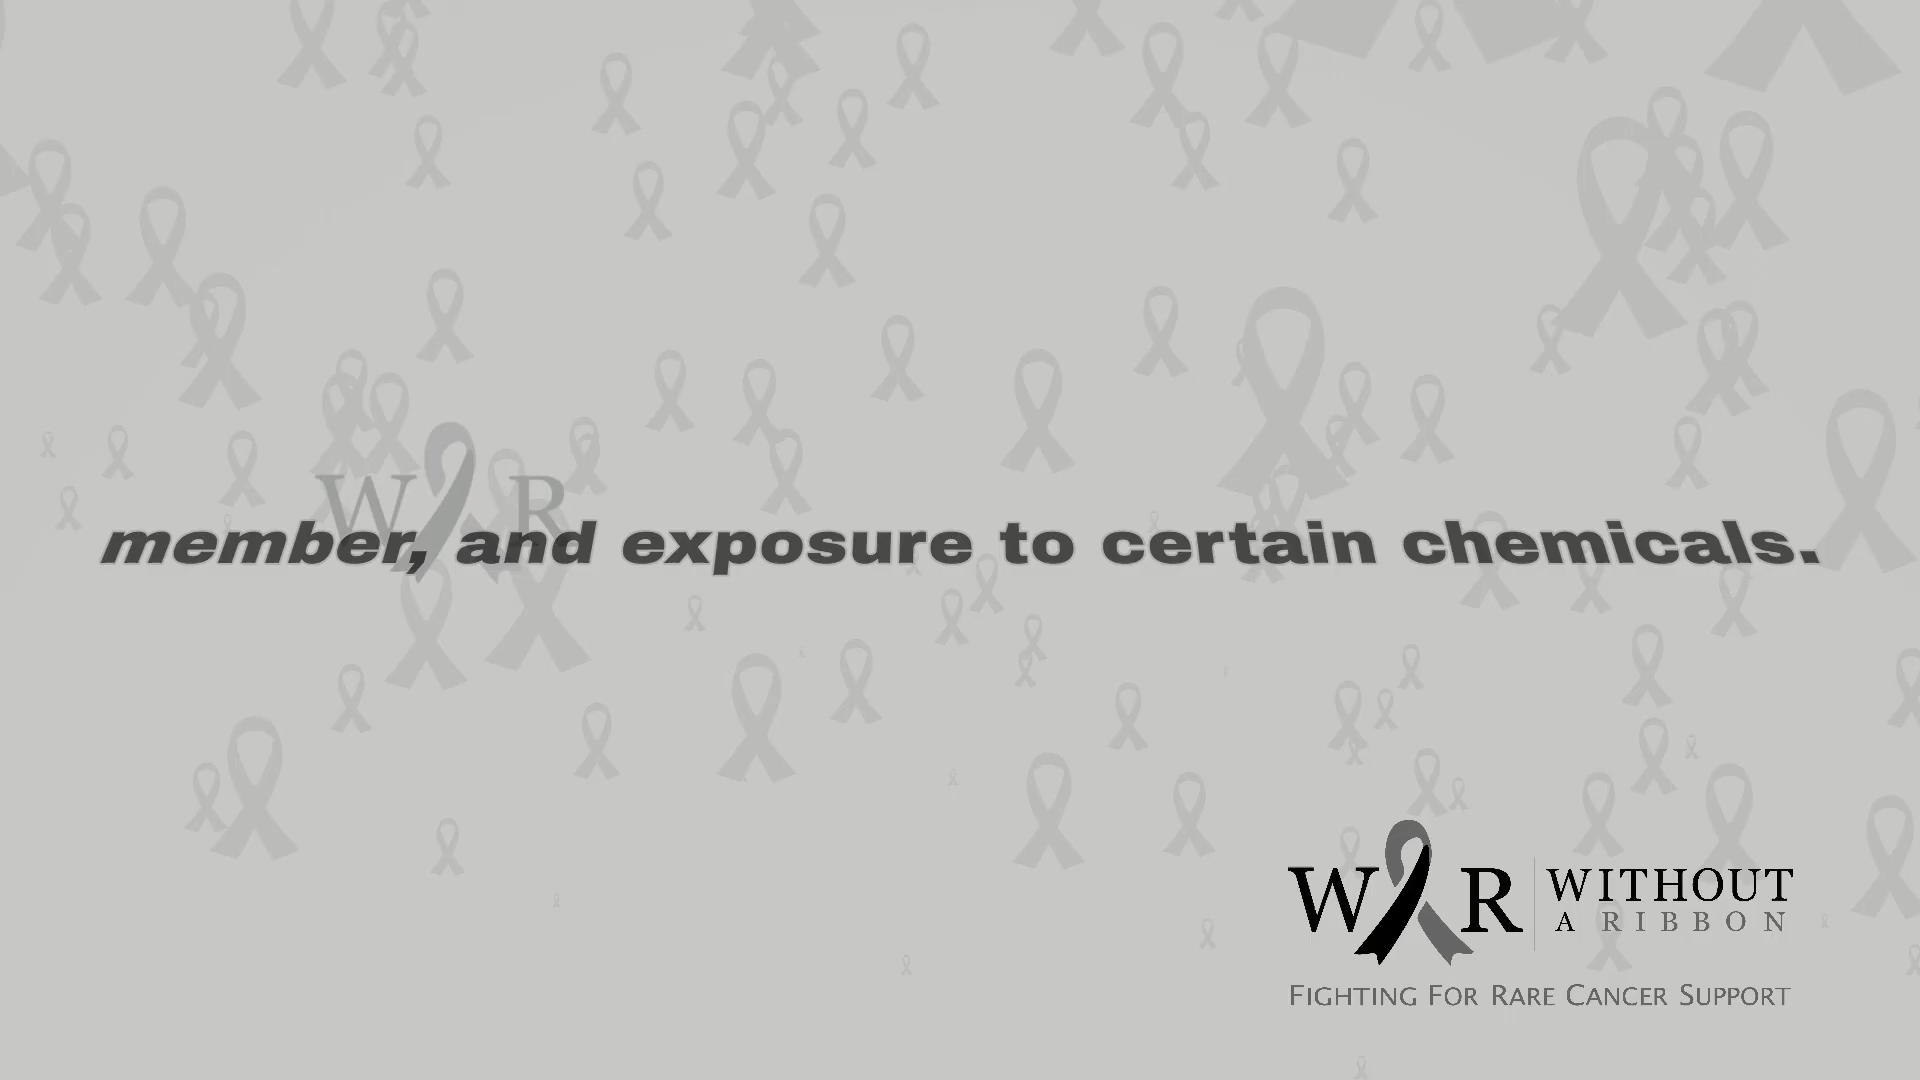 W R
member, and exposure to certain chemicals.
W R WITHOUT
A RIBBON
FIGHTING FOR RARE CANCER SUPPORT